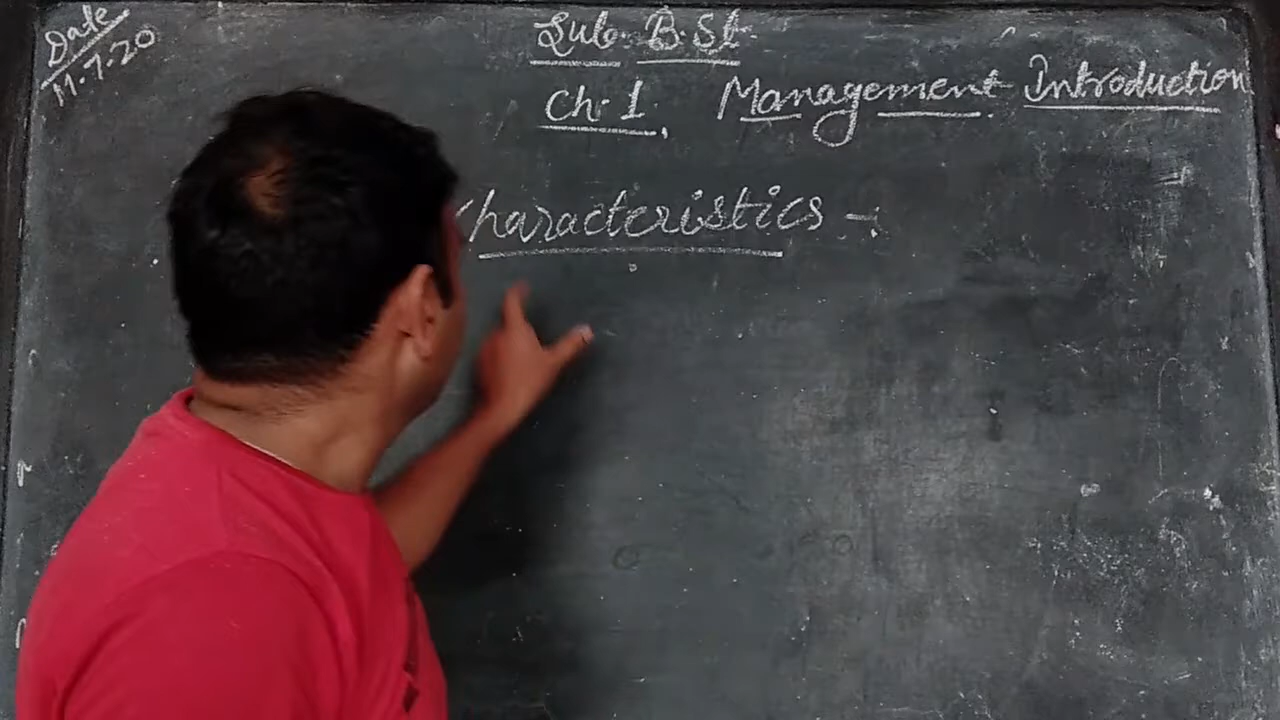 Date
11.7.20
Sub. B.St.
Ch. 1. Management Introduction
Characteristics -: